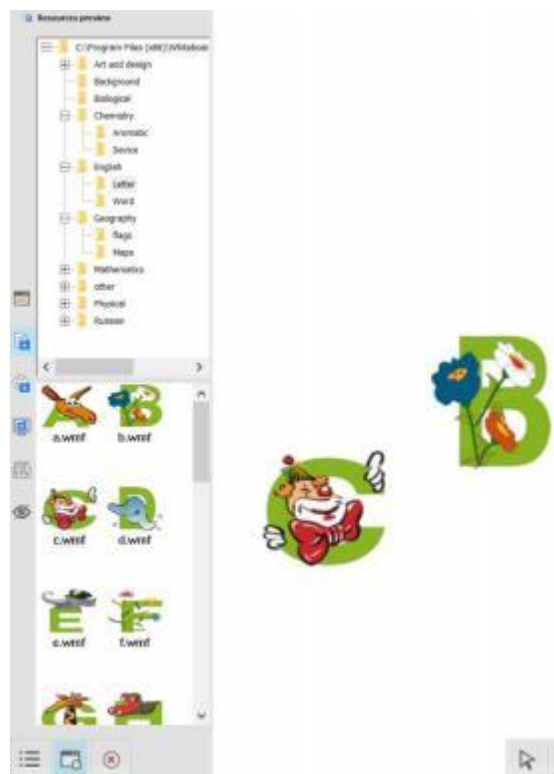 Resources preview
C:\Program Files (x86)\Whiteboar
Art and design
Background
Biological
Chemistry
Aromatic
Device
English
Letter
Word
Geography
flags
Maps
Mathematics
other
Physical
Russian
a.wmf b.wmf
c.wmf d.wmf
e.wmf f.wmf
B
C